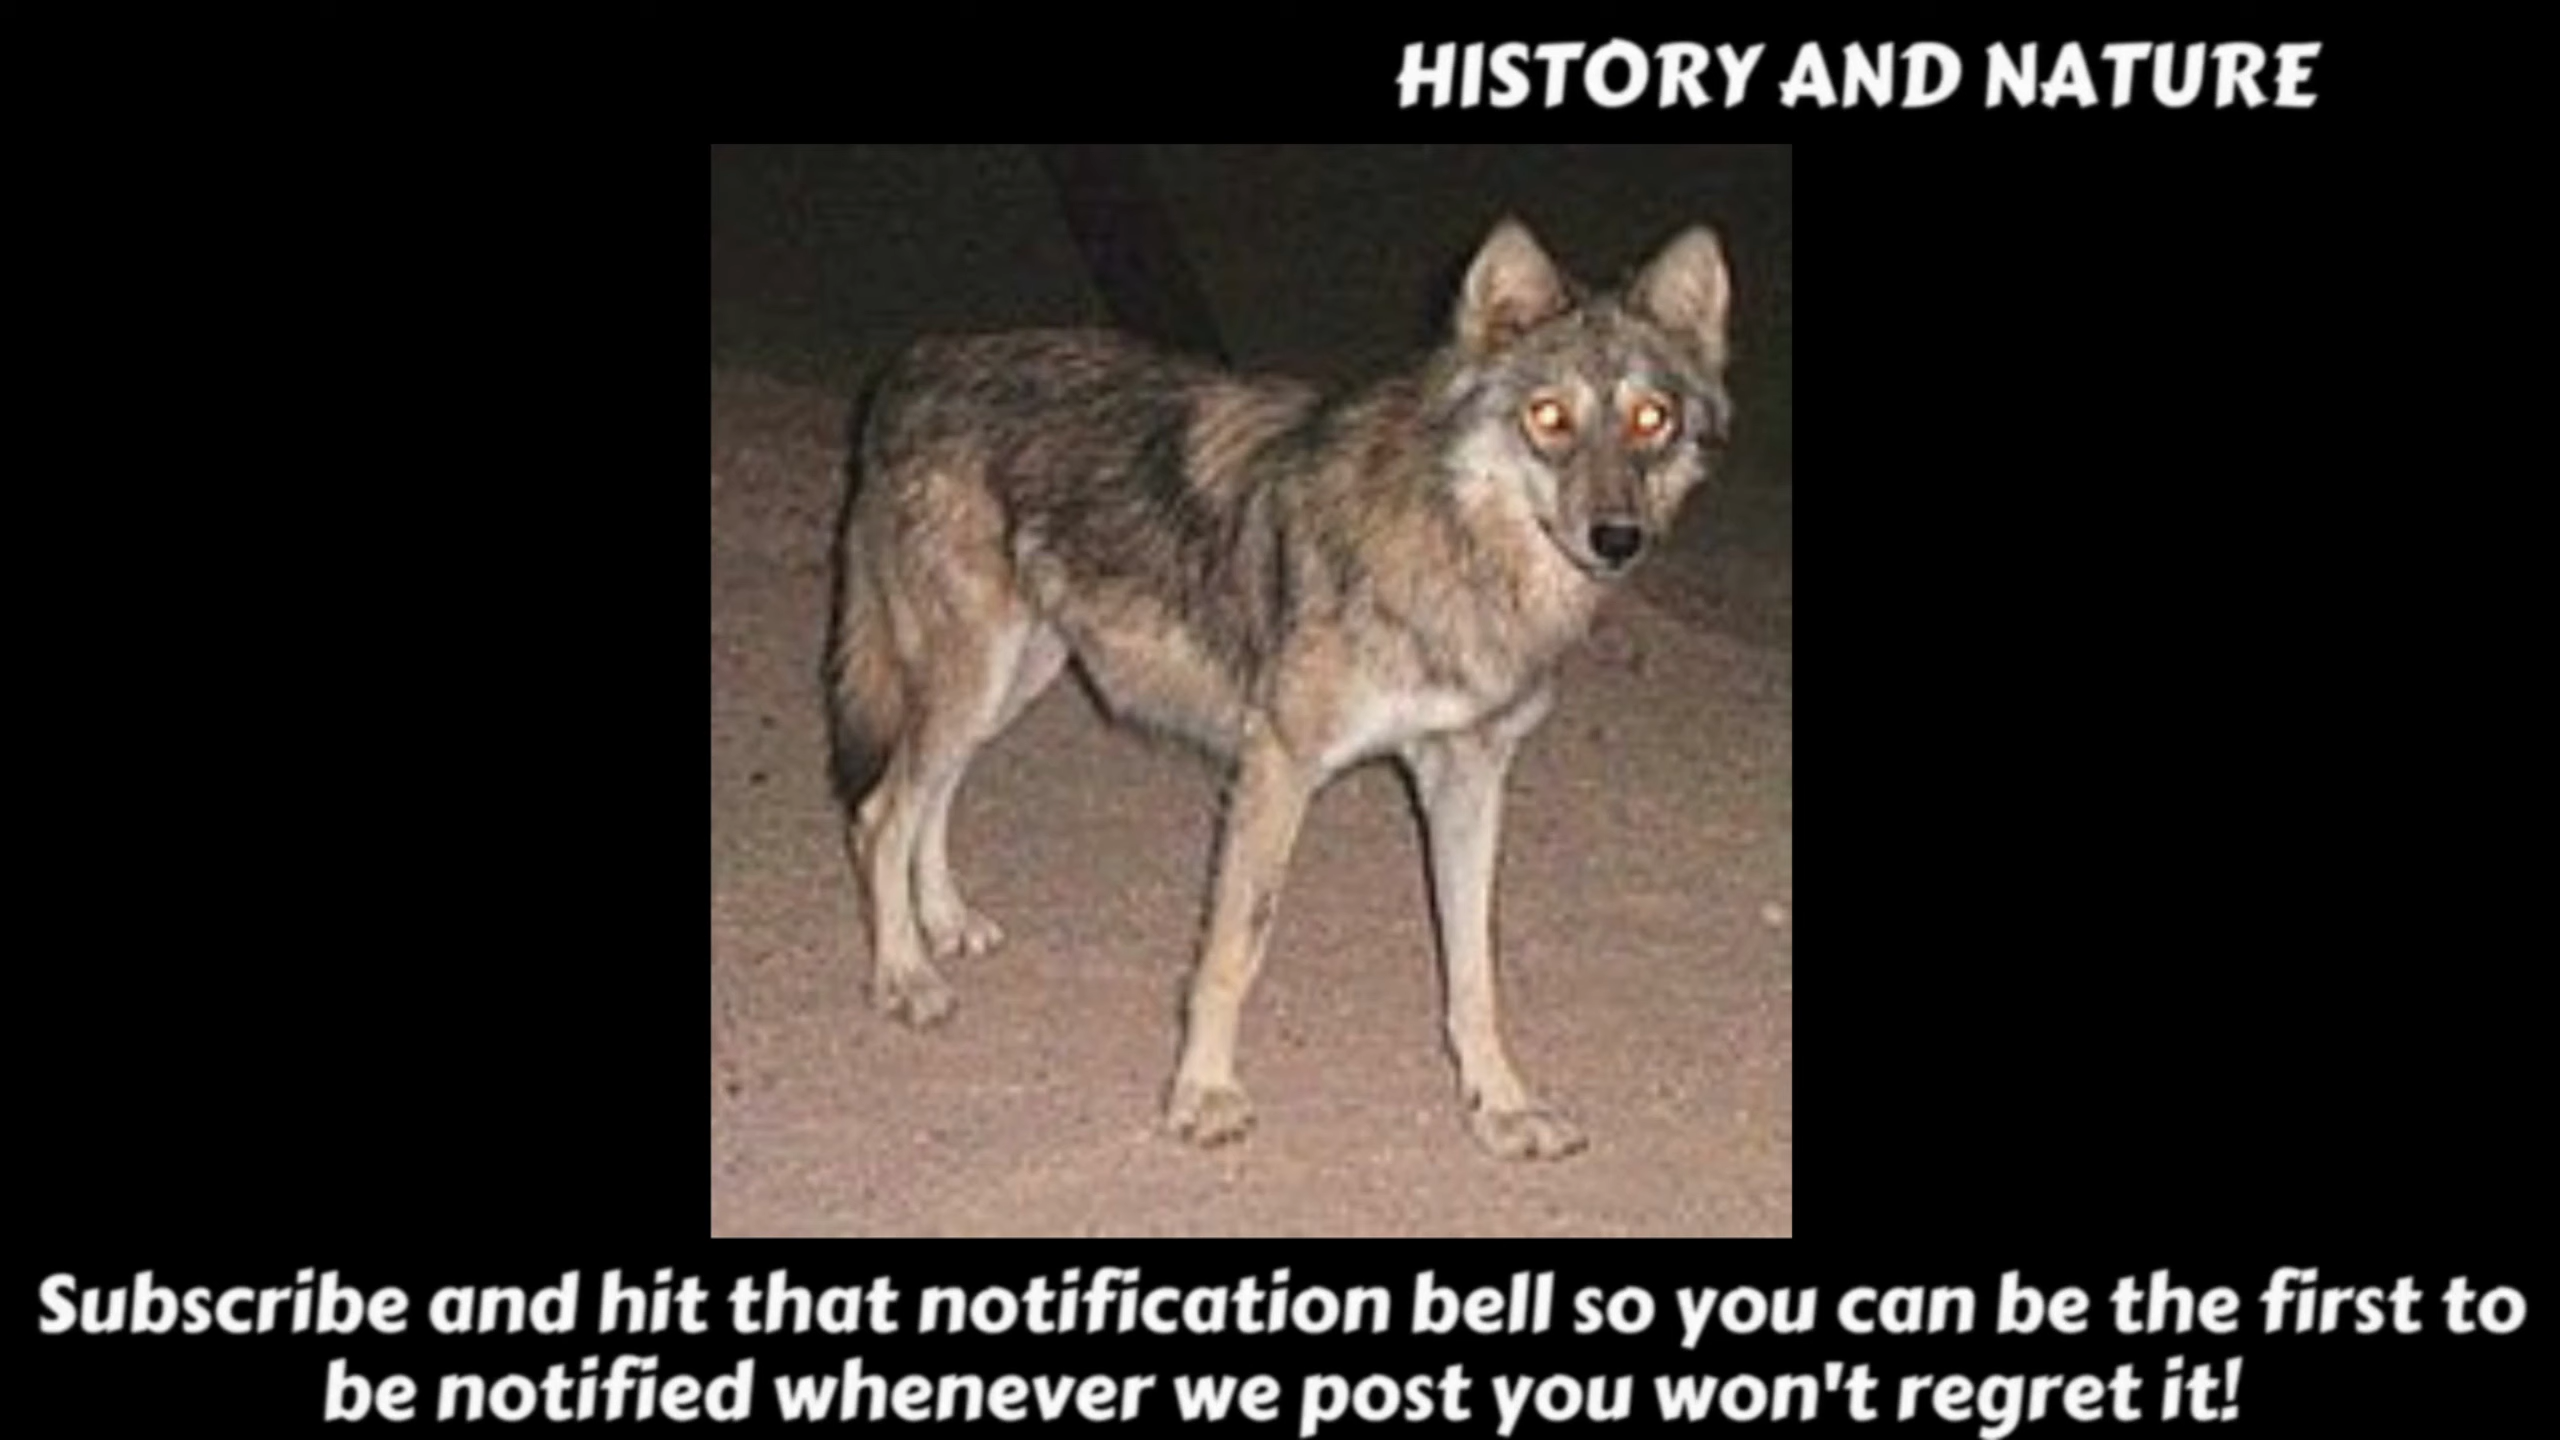 HISTORY AND NATURE
Subscribe and hit that notification bell so you can be the first to
be notified whenever we post you won't regret it!